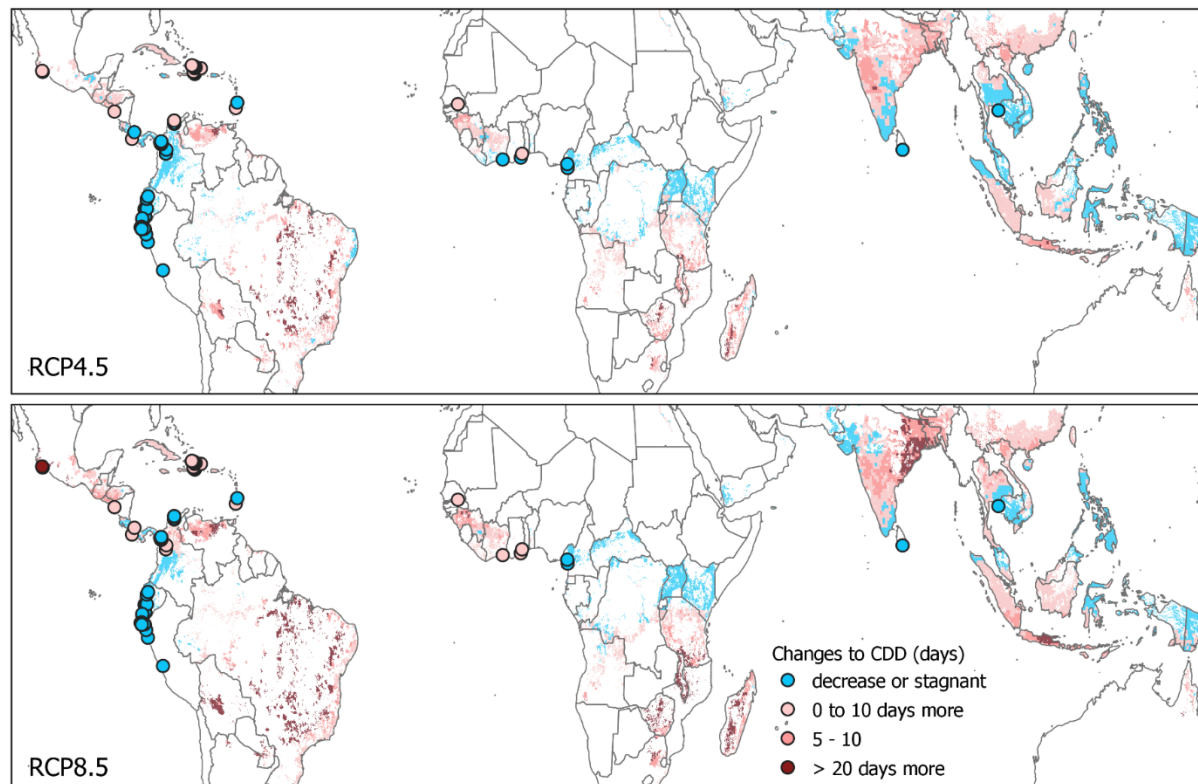 RCP4.5
Changes to CDD (days)
decrease or stagnant
0 to 10 days more
5 - 10
> 20 days more
RCP8.5